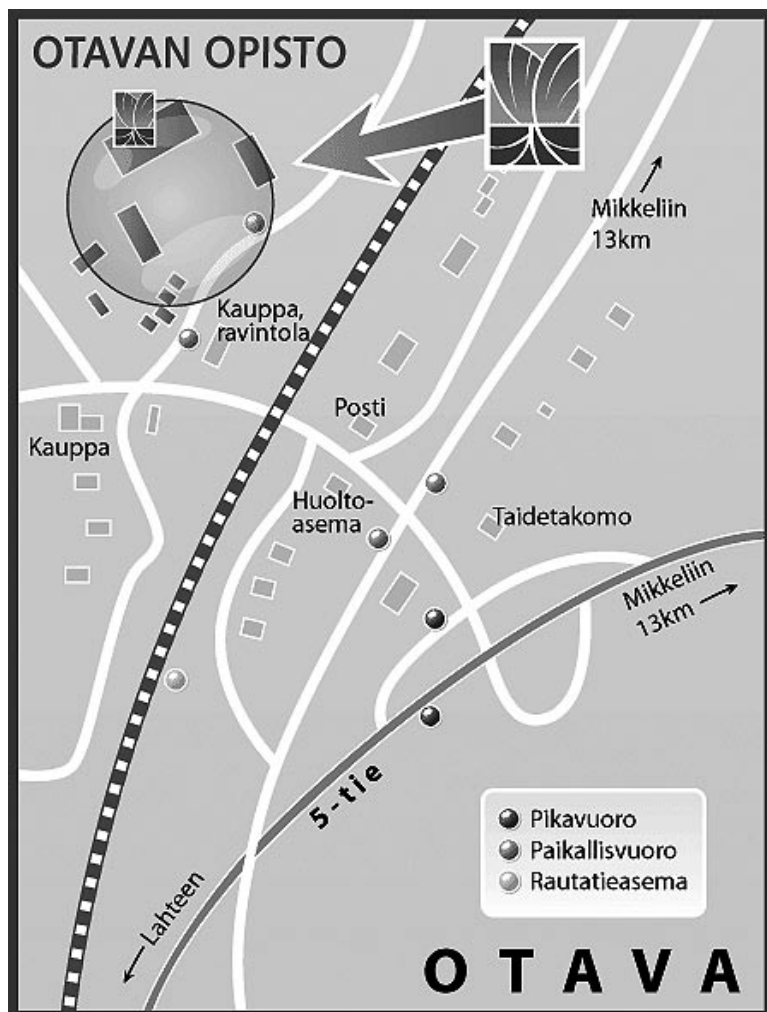 OTAVAN OPISTO
Mikkeliin
13km
Kauppa,
ravintola
Posti
Kauppa
Huolto-
asema
Taidetakomo
Mikkeliin
13km
5-tie
Pikavuoro
Paikallisvuoro
Rautatieasema
Lahteen
OTAVA